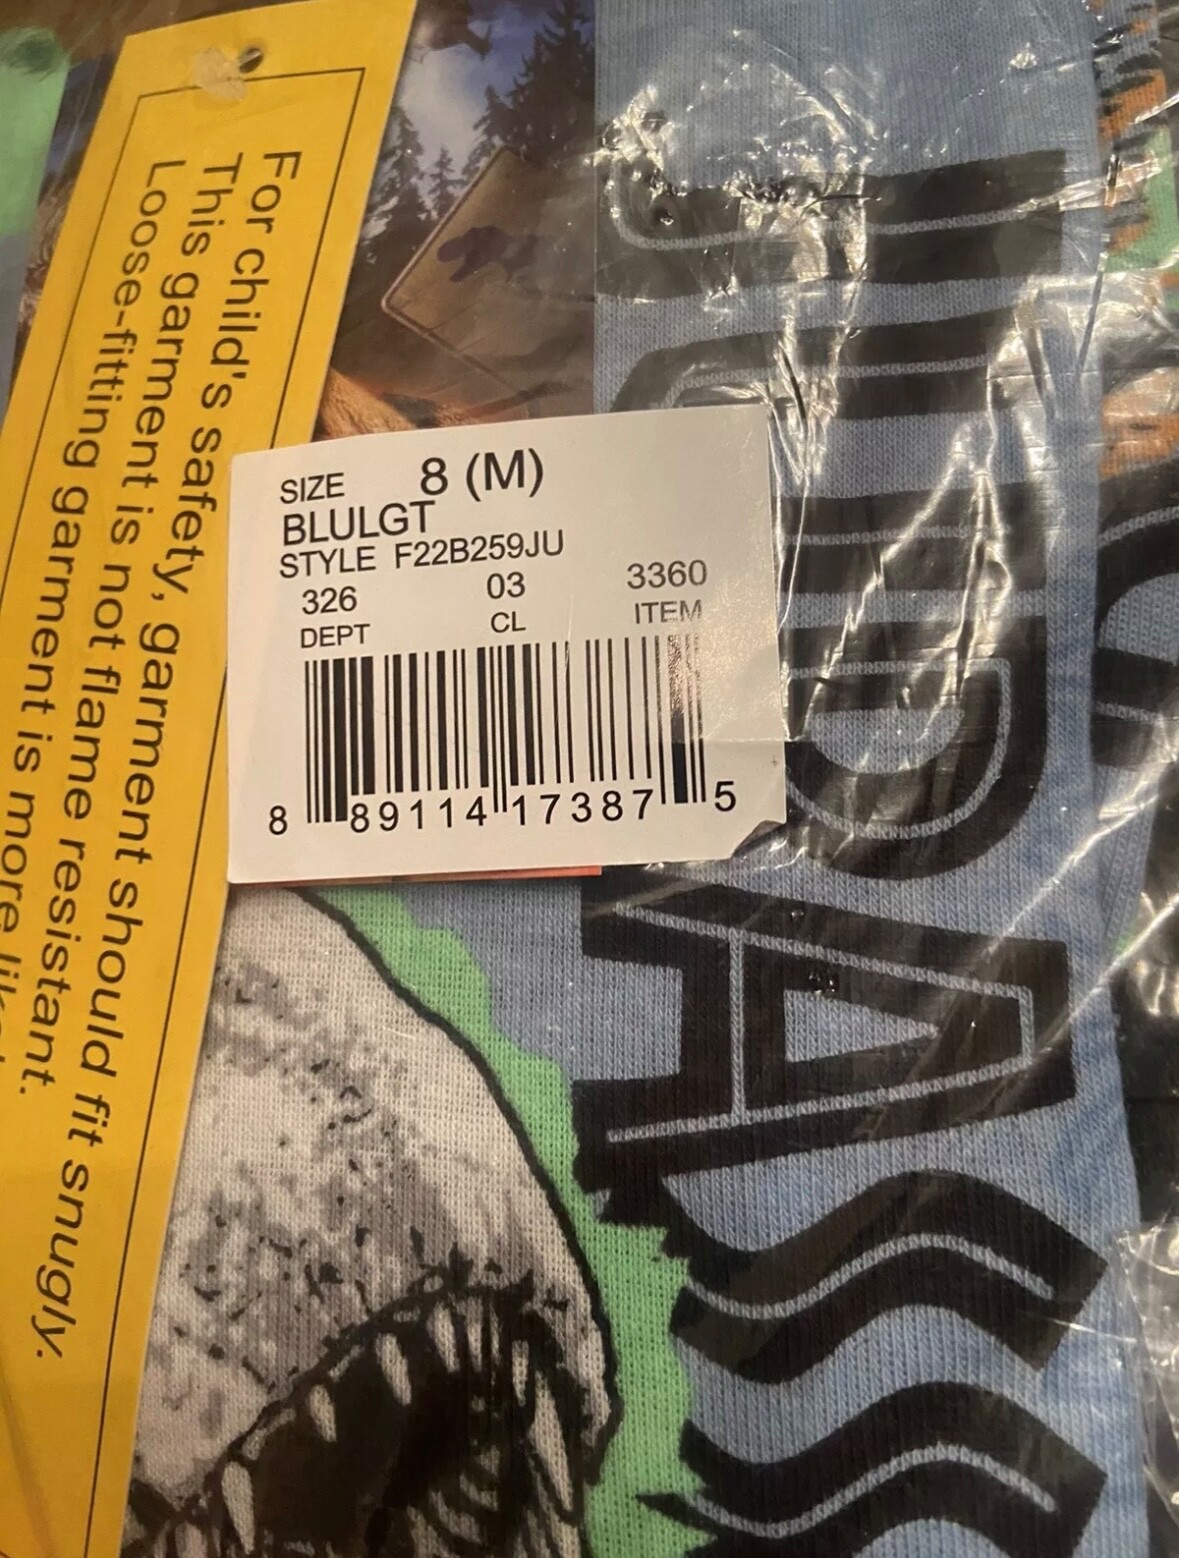 For child's safety, garment should fit snugly.
This garment is not flame resistant.
Loose-fitting garment is more
SIZE 8 (M)
BLULGT
STYLE F22B259JU
326 03 3360
DEPT CL ITEM
8 89114 17387 5
JURASS